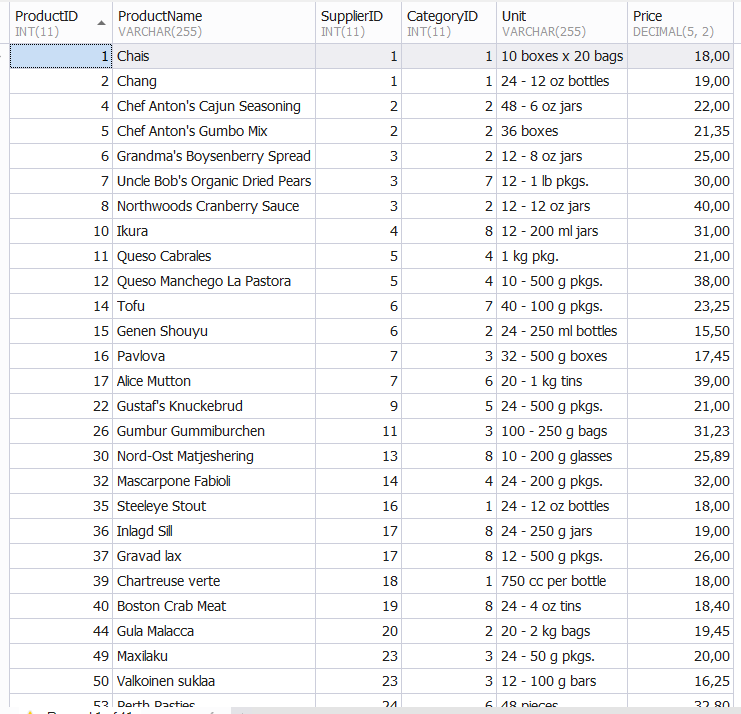 ProductID ProductName SupplierID CategoryID Unit Price
INT(11) VARCHAR(255) INT(11) INT(11) VARCHAR(255) DECIMAL(5, 2)
1 Chais 1 1 10 boxes x 20 bags 18,00
2 Chang 1 1 24 - 12 oz bottles 19,00
4 Chef Anton's Cajun Seasoning 2 2 48 - 6 oz jars 22,00
5 Chef Anton's Gumbo Mix 2 2 36 boxes 21,35
6 Grandma's Boysenberry Spread 3 2 12 - 8 oz jars 25,00
7 Uncle Bob's Organic Dried Pears 3 7 12 - 1 lb pkgs. 30,00
8 Northwoods Cranberry Sauce 3 2 12 - 12 oz jars 40,00
10 Ikura 4 8 12 - 200 ml jars 31,00
11 Queso Cabrales 5 4 1 kg pkg. 21,00
12 Queso Manchego La Pastora 5 4 10 - 500 g pkgs. 38,00
14 Tofu 6 7 40 - 100 g pkgs. 23,25
15 Genen Shouyu 6 2 24 - 250 ml bottles 15,50
16 Pavlova 7 3 32 - 500 g boxes 17,45
17 Alice Mutton 7 6 20 - 1 kg tins 39,00
22 Gustaf's Knuckebrud 9 5 24 - 500 g pkgs. 21,00
26 Gumbur Gummiburchen 11 3 100 - 250 g bags 31,23
30 Nord-Ost Matjeshering 13 8 10 - 200 g glasses 25,89
32 Mascarpone Fabioli 14 4 24 - 200 g pkgs. 32,00
35 Steeleye Stout 16 1 24 - 12 oz bottles 18,00
36 Inlagd Sill 17 8 24 - 250 g jars 19,00
37 Gravad lax 17 8 12 - 500 g pkgs. 26,00
39 Chartreuse verte 18 1 750 cc per bottle 18,00
40 Boston Crab Meat 19 8 24 - 4 oz tins 18,40
44 Gula Malacca 20 2 20 - 2 kg bags 19,45
49 Maxilaku 23 3 24 - 50 g pkgs. 20,00
50 Valkoinen suklaa 23 3 12 - 100 g bars 16,25
53 Perth Pasties 24 6 48 pieces 32,80